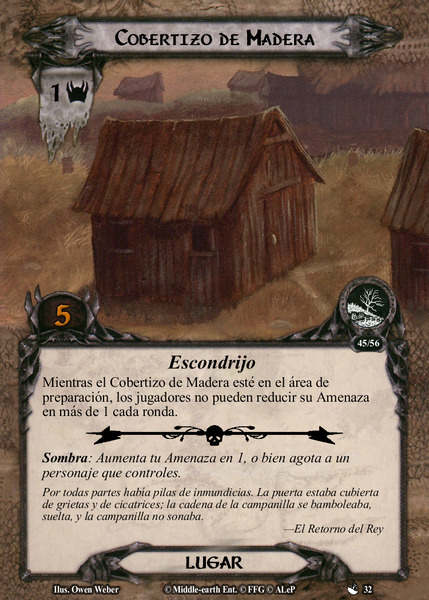 Cobertizo de Madera
1
5
45/56
Escondrijo
Mientras el Cobertizo de Madera esté en el área de
preparación, los jugadores no pueden reducir su Amenaza
en más de 1 cada ronda.
Sombra: Aumenta tu Amenaza en 1, o bien agota a un
personaje que controles.
Por todas partes había pilas de inmundicias. La puerta estaba cubierta
de grietas y de cicatrices; la cadena de la campanilla se bamboleaba,
suelta, y la campanilla no sonaba.
—El Retorno del Rey
LUGAR
Ilus. Owen Weber
© Middle-earth Ent. © FFG © ALeP
32